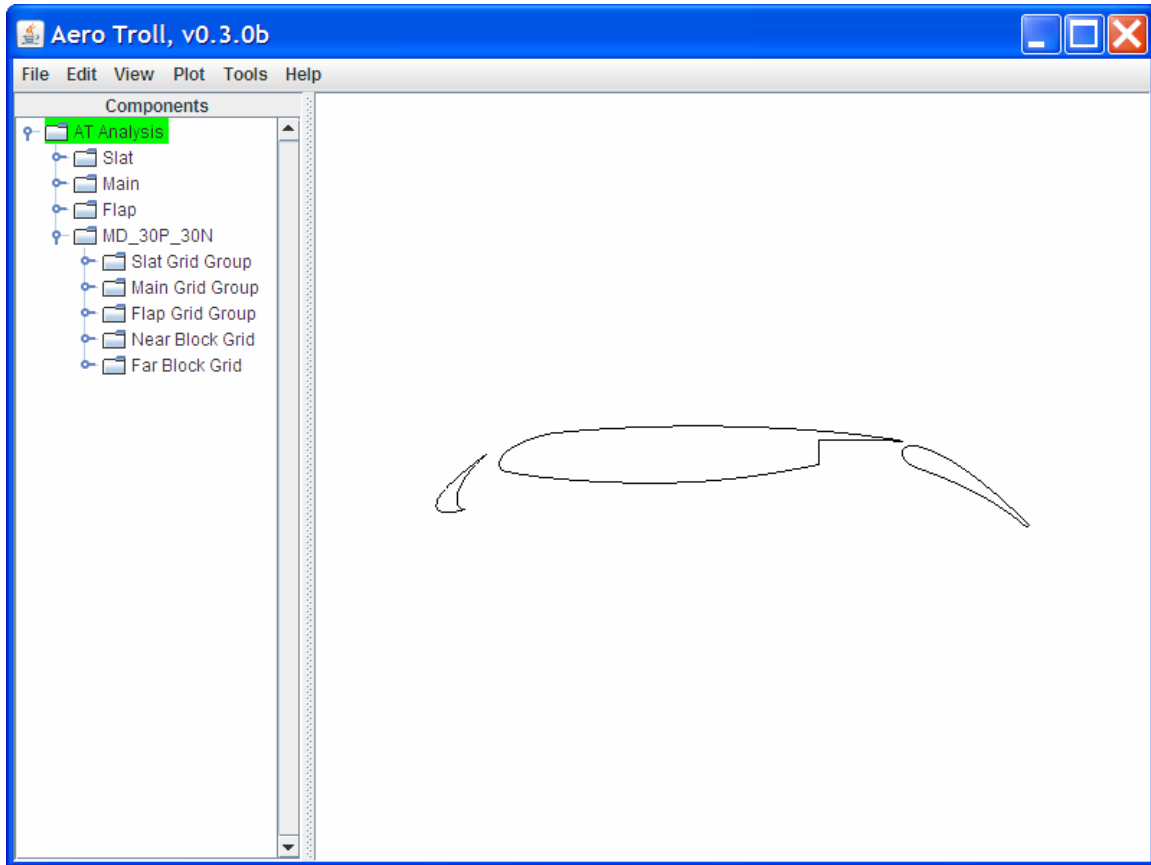 Aero Troll, v0.3.0b
File Edit View Plot Tools Help
Components
AT Analysis
Slat
Main
Flap
MD_30P_30N
Slat Grid Group
Main Grid Group
Flap Grid Group
Near Block Grid
Far Block Grid